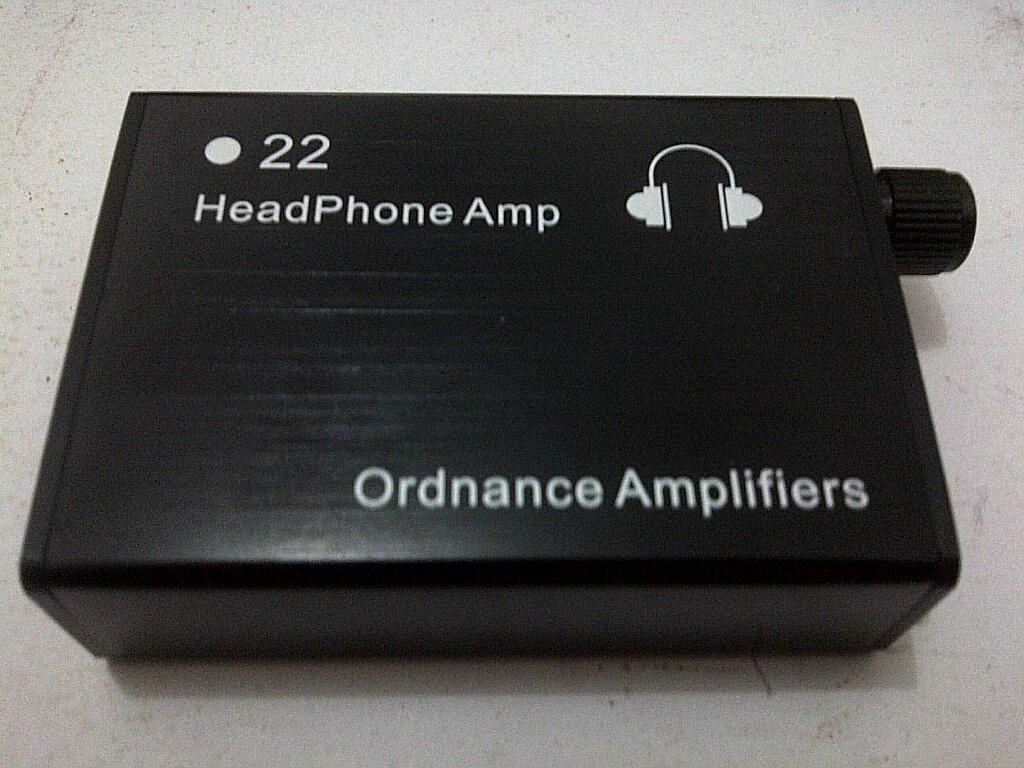 ● 22
HeadPhone Amp
Ordnance Amplifiers